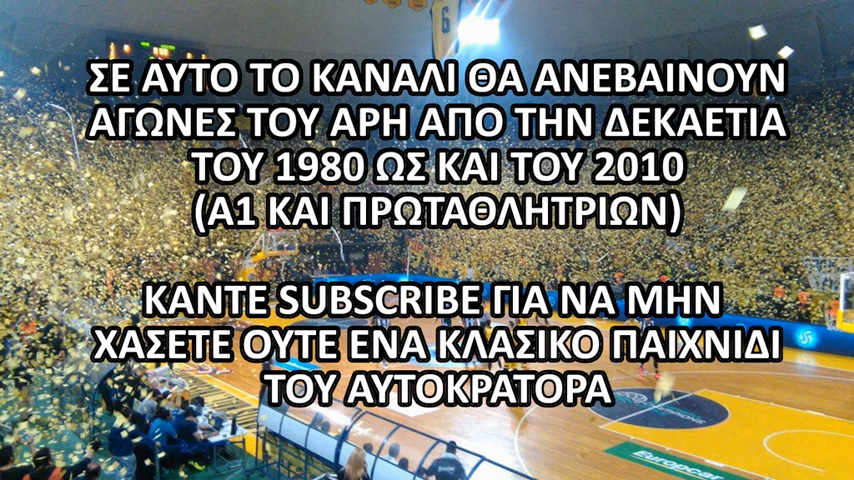 6
ΣΕ ΑΥΤΟ ΤΟ ΚΑΝΑΛΙ ΘΑ ΑΝΕΒΑΙΝΟΥΝ
ΑΓΩΝΕΣ ΤΟΥ ΑΡΗ ΑΠΟ ΤΗΝ ΔΕΚΑΕΤΙΑ
ΤΟΥ 1980 ΩΣ ΚΑΙ ΤΟΥ 2010
(Α1 ΚΑΙ ΠΡΩΤΑΘΛΗΤΡΙΩΝ)
ΚΑΝΤΕ SUBSCRIBE ΓΙΑ ΝΑ ΜΗΝ
ΧΑΣΕΤΕ ΟΥΤΕ ΕΝΑ ΚΛΑΣΙΚΟ ΠΑΙΧΝΙΔΙ
ΤΟΥ ΑΥΤΟΚΡΑΤΟΡΑ
Europcar